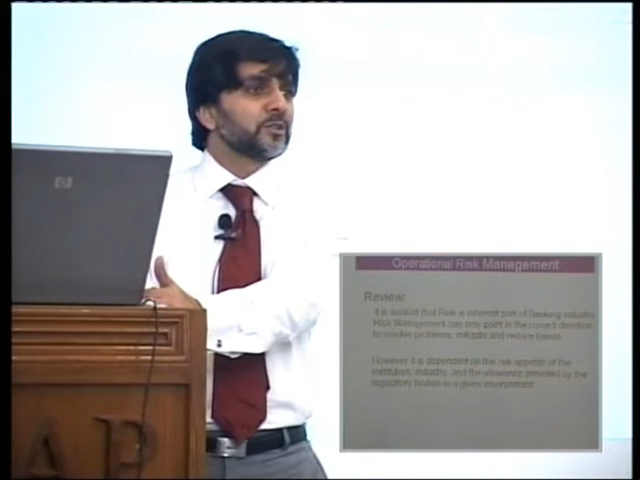 hp
Operational Risk Management
Review:
It is evident that Risk is inherent part of Banking industry.
Risk Management can only point in the correct direction
to resolve problems, mitigate and reduce losses.
However it is dependent on the risk appetite of the
institution, industry, and the allowance provided by the
regulatory bodies in a given environment
A P